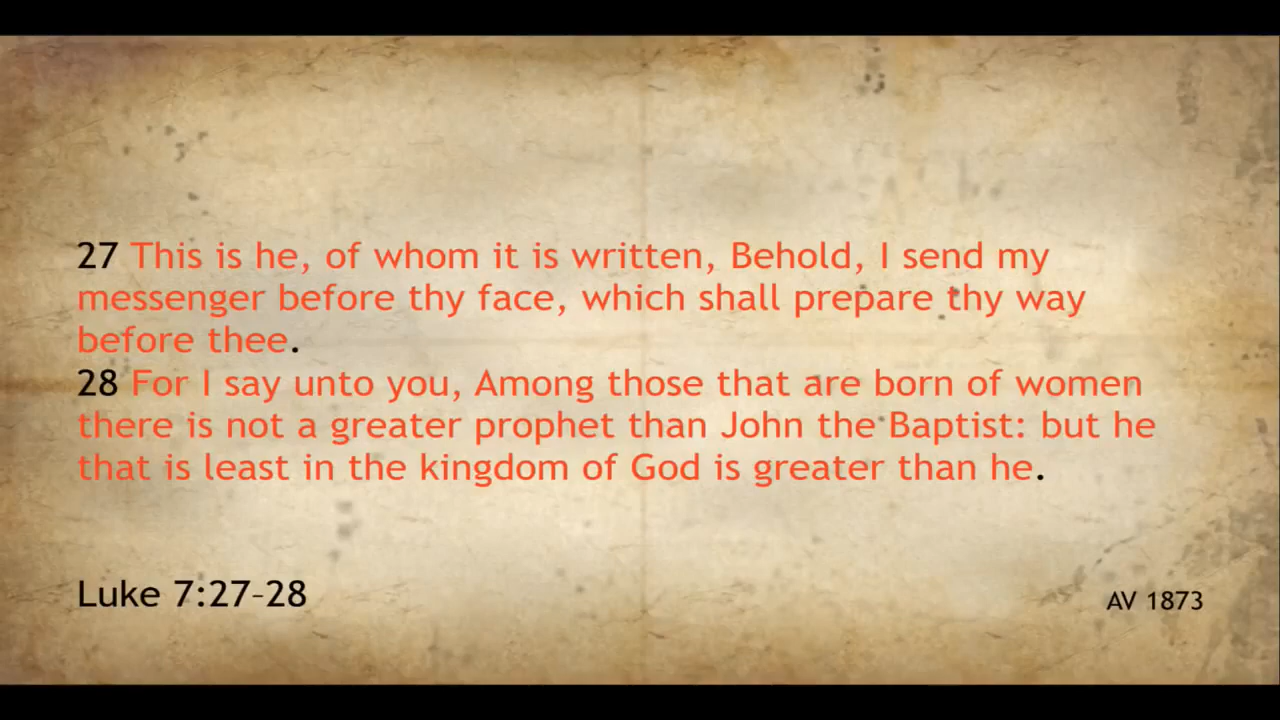 27 This is he, of whom it is written, Behold, I send my
messenger before thy face, which shall prepare thy way
before thee.
28 For I say unto you, Among those that are born of women
there is not a greater prophet than John the Baptist: but he
that is least in the kingdom of God is greater than he.
Luke 7:27–28
AV 1873